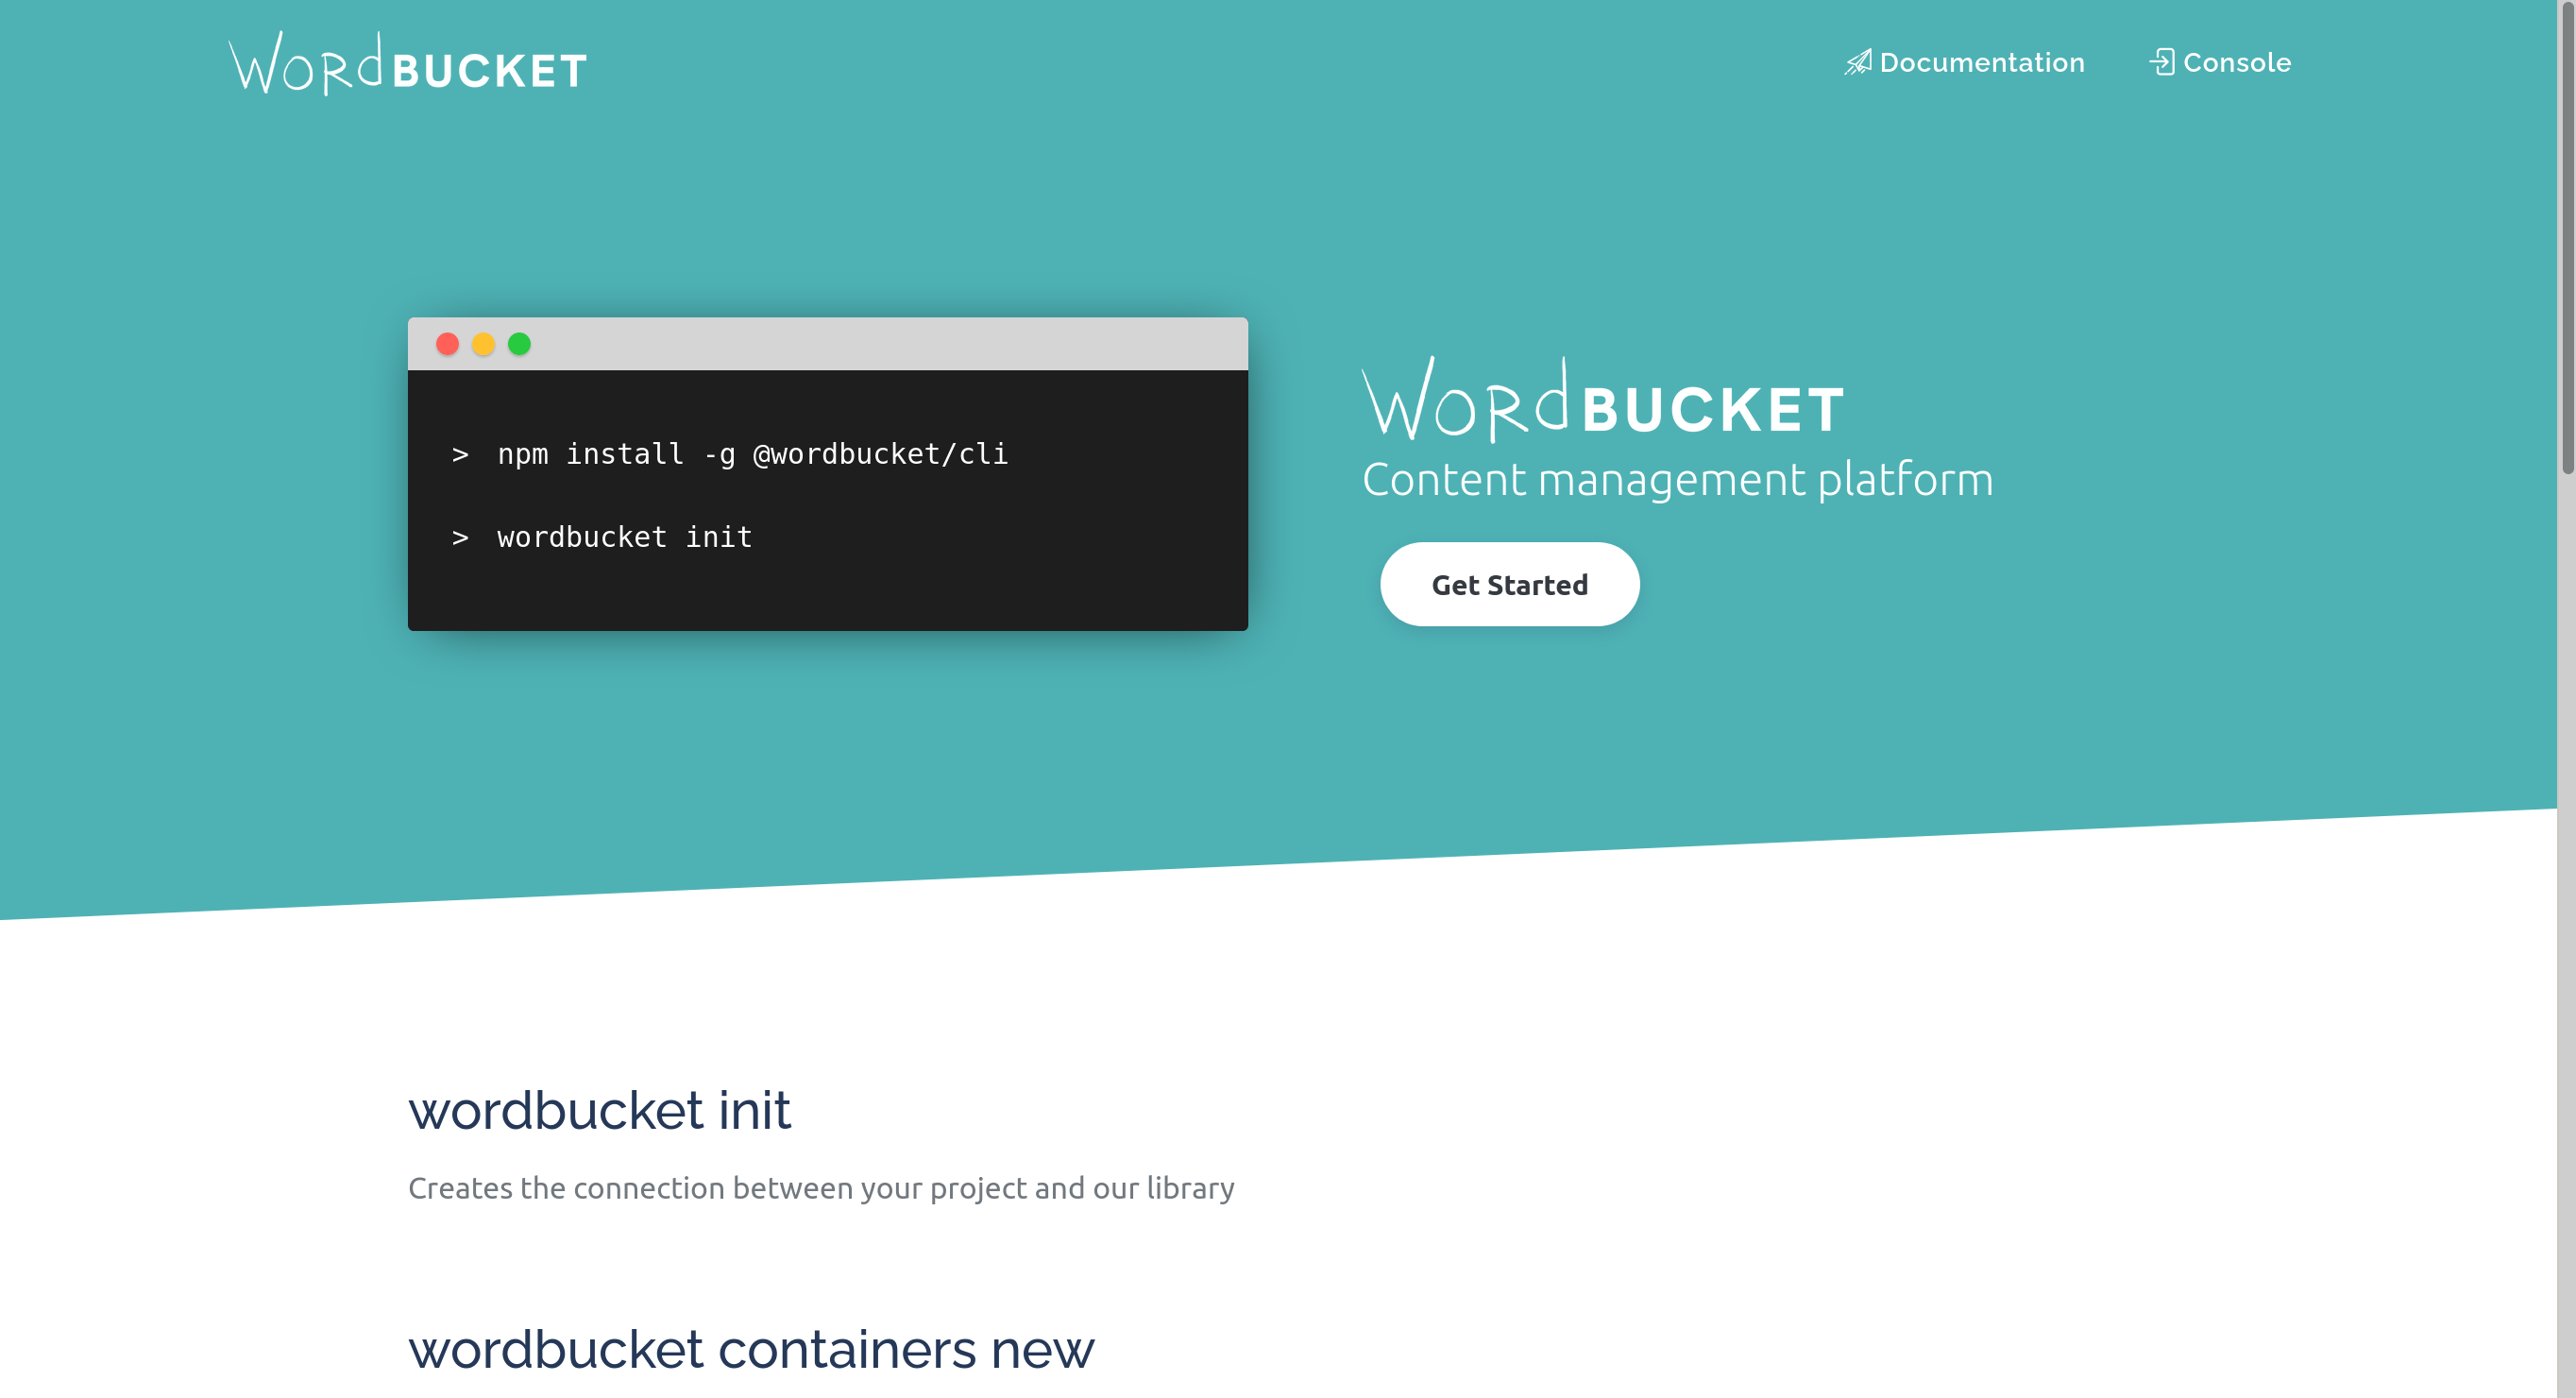 WordBUCKET
Documentation
Console
> npm install -g @wordbucket/cli
> wordbucket init
WordBUCKET
Content management platform
Get Started
wordbucket init
Creates the connection between your project and our library
wordbucket containers new